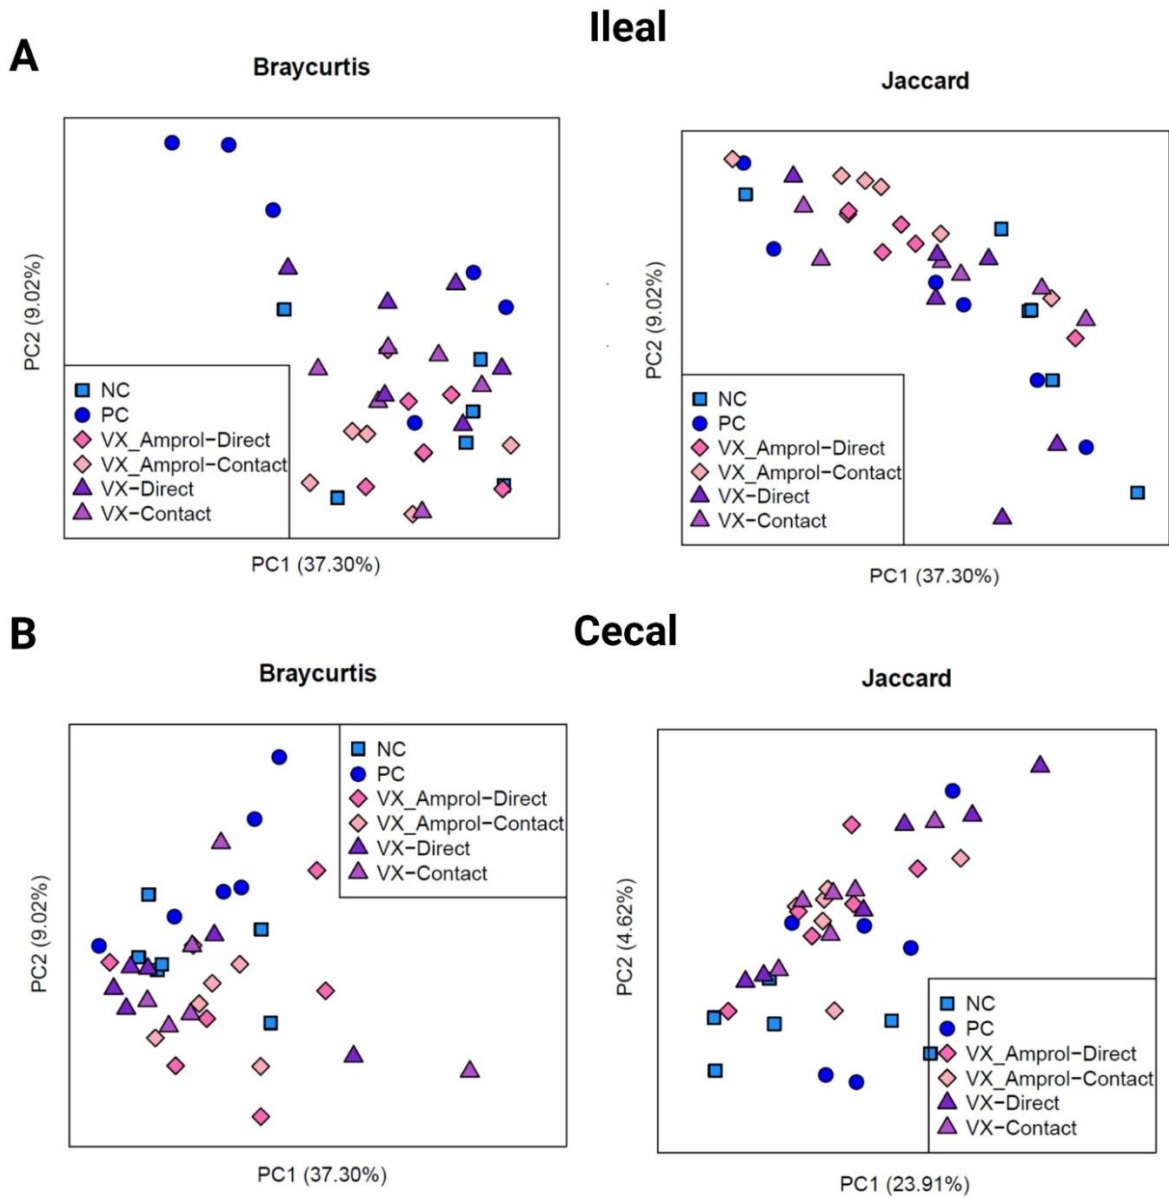 Ileal
A
Braycurtis
Jaccard
PC2 (9.02%)
NC
PC
VX_Amprol-Direct
VX_Amprol-Contact
VX-Direct
VX-Contact
PC1 (37.30%)
PC2 (9.02%)
NC
PC
VX_Amprol-Direct
VX_Amprol-Contact
VX-Direct
VX-Contact
PC1 (37.30%)
B
Cecal
Braycurtis
Jaccard
PC2 (9.02%)
NC
PC
VX_Amprol-Direct
VX_Amprol-Contact
VX-Direct
VX-Contact
PC1 (37.30%)
PC2 (4.62%)
NC
PC
VX_Amprol-Direct
VX_Amprol-Contact
VX-Direct
VX-Contact
PC1 (23.91%)